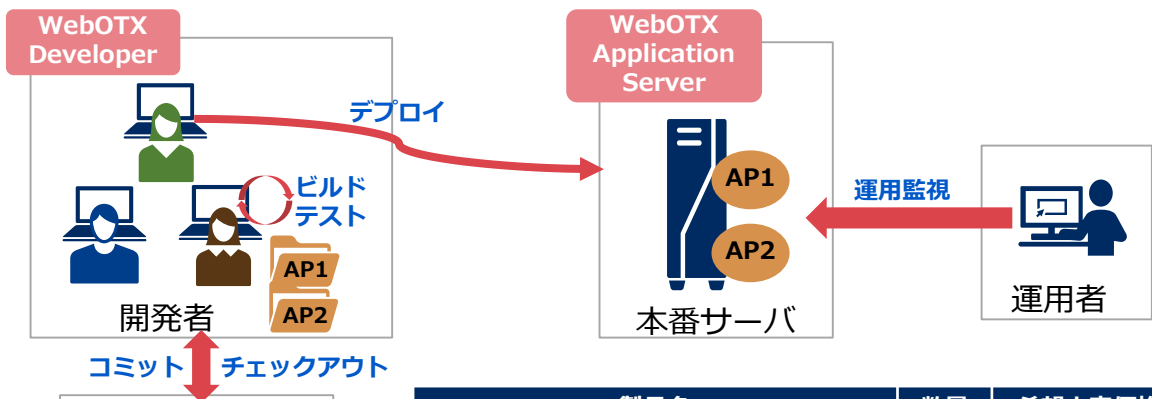 WebOTX
Developer
WebOTX
Application
Server
デプロイ
ビルド
テスト
AP1
AP2
開発者
AP1
AP2
本番サーバ
運用監視
運用者
コミット
チェックアウト